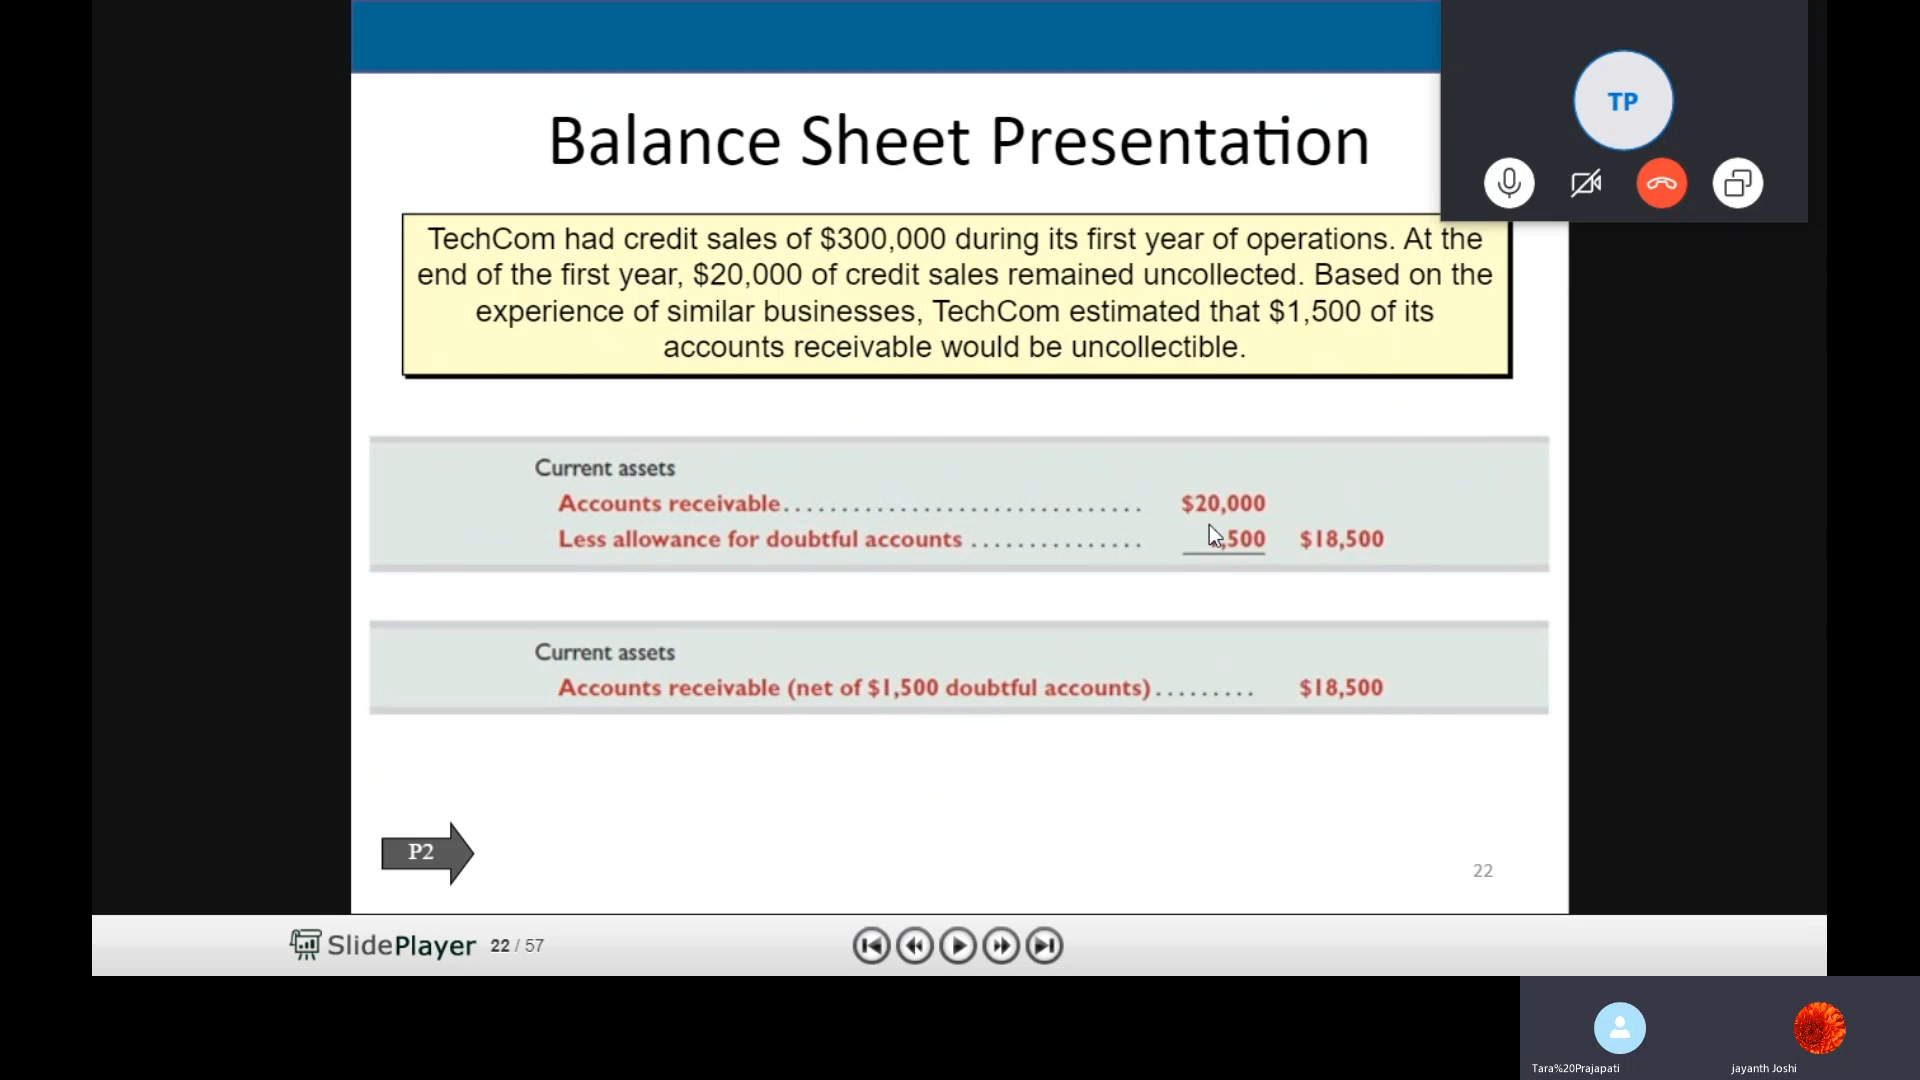 Balance Sheet Presentation
TP
TechCom had credit sales of $300,000 during its first year of operations. At the
end of the first year, $20,000 of credit sales remained uncollected. Based on the
experience of similar businesses, TechCom estimated that $1,500 of its
accounts receivable would be uncollectible.
Current assets
Accounts receivable.............................. $20,000
Less allowance for doubtful accounts ............... ,500 $18,500
Current assets
Accounts receivable (net of $1,500 doubtful accounts)......... $18,500
P2
22
SlidePlayer 22 / 57
Tara%20Prajapati
jayanth Joshi